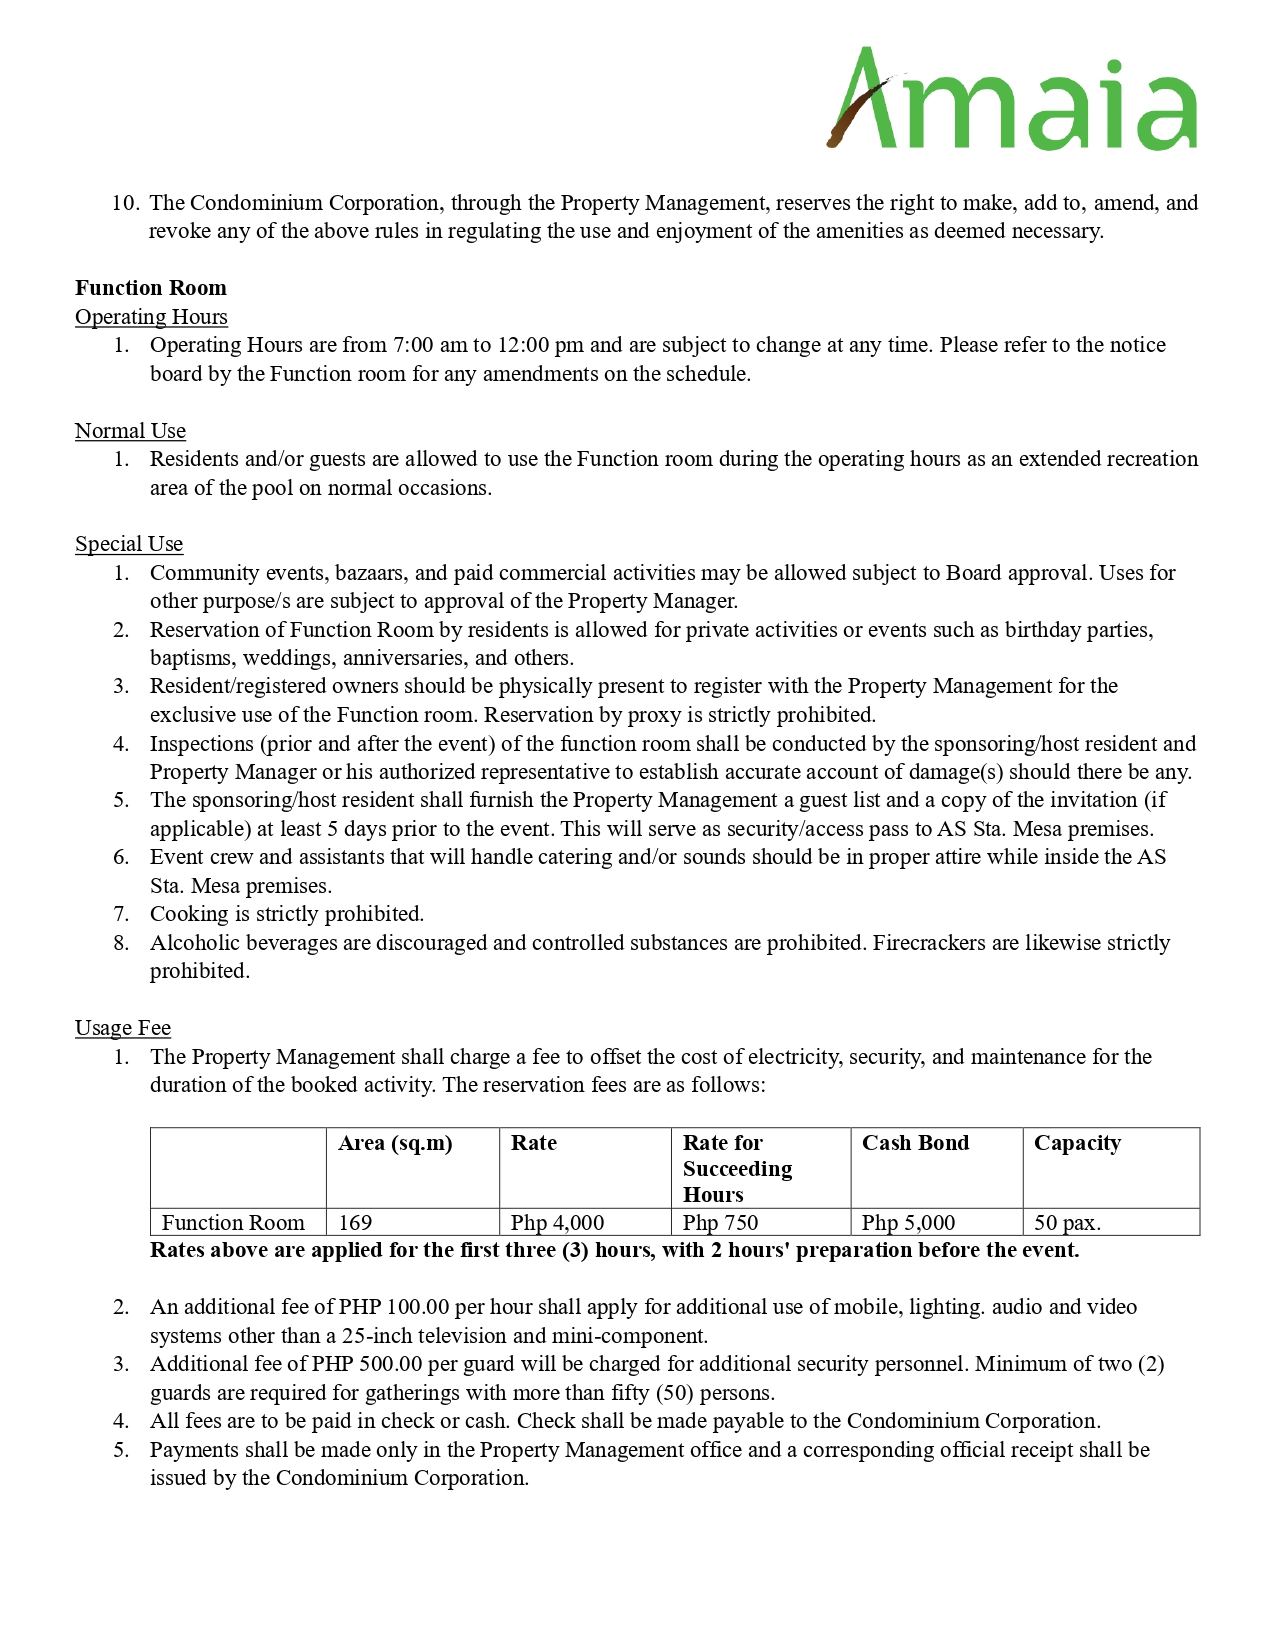 Amaia
10. The Condominium Corporation, through the Property Management, reserves the right to make, add to, amend, and
revoke any of the above rules in regulating the use and enjoyment of the amenities as deemed necessary.
Function Room
Operating Hours
1. Operating Hours are from 7:00 am to 12:00 pm and are subject to change at any time. Please refer to the notice
board by the Function room for any amendments on the schedule.
Normal Use
1. Residents and/or guests are allowed to use the Function room during the operating hours as an extended recreation
area of the pool on normal occasions.
Special Use
1. Community events, bazaars, and paid commercial activities may be allowed subject to Board approval. Uses for
other purpose/s are subject to approval of the Property Manager.
2. Reservation of Function Room by residents is allowed for private activities or events such as birthday parties,
baptisms, weddings, anniversaries, and others.
3. Resident/registered owners should be physically present to register with the Property Management for the
exclusive use of the Function room. Reservation by proxy is strictly prohibited.
4. Inspections (prior and after the event) of the function room shall be conducted by the sponsoring/host resident and
Property Manager or his authorized representative to establish accurate account of damage(s) should there be any.
5. The sponsoring/host resident shall furnish the Property Management a guest list and a copy of the invitation (if
applicable) at least 5 days prior to the event. This will serve as security/access pass to AS Sta. Mesa premises.
6. Event crew and assistants that will handle catering and/or sounds should be in proper attire while inside the AS
Sta. Mesa premises.
7. Cooking is strictly prohibited.
8. Alcoholic beverages are discouraged and controlled substances are prohibited. Firecrackers are likewise strictly
prohibited.
Usage Fee
1. The Property Management shall charge a fee to offset the cost of electricity, security, and maintenance for the
duration of the booked activity. The reservation fees are as follows:
Area (sq.m) Rate Rate for Cash Bond Capacity
Succeeding
Hours
Function Room 169 Php 4,000 Php 750 Php 5,000 50 pax.
Rates above are applied for the first three (3) hours, with 2 hours' preparation before the event.
2. An additional fee of PHP 100.00 per hour shall apply for additional use of mobile, lighting. audio and video
systems other than a 25-inch television and mini-component.
3. Additional fee of PHP 500.00 per guard will be charged for additional security personnel. Minimum of two (2)
guards are required for gatherings with more than fifty (50) persons.
4. All fees are to be paid in check or cash. Check shall be made payable to the Condominium Corporation.
5. Payments shall be made only in the Property Management office and a corresponding official receipt shall be
issued by the Condominium Corporation.